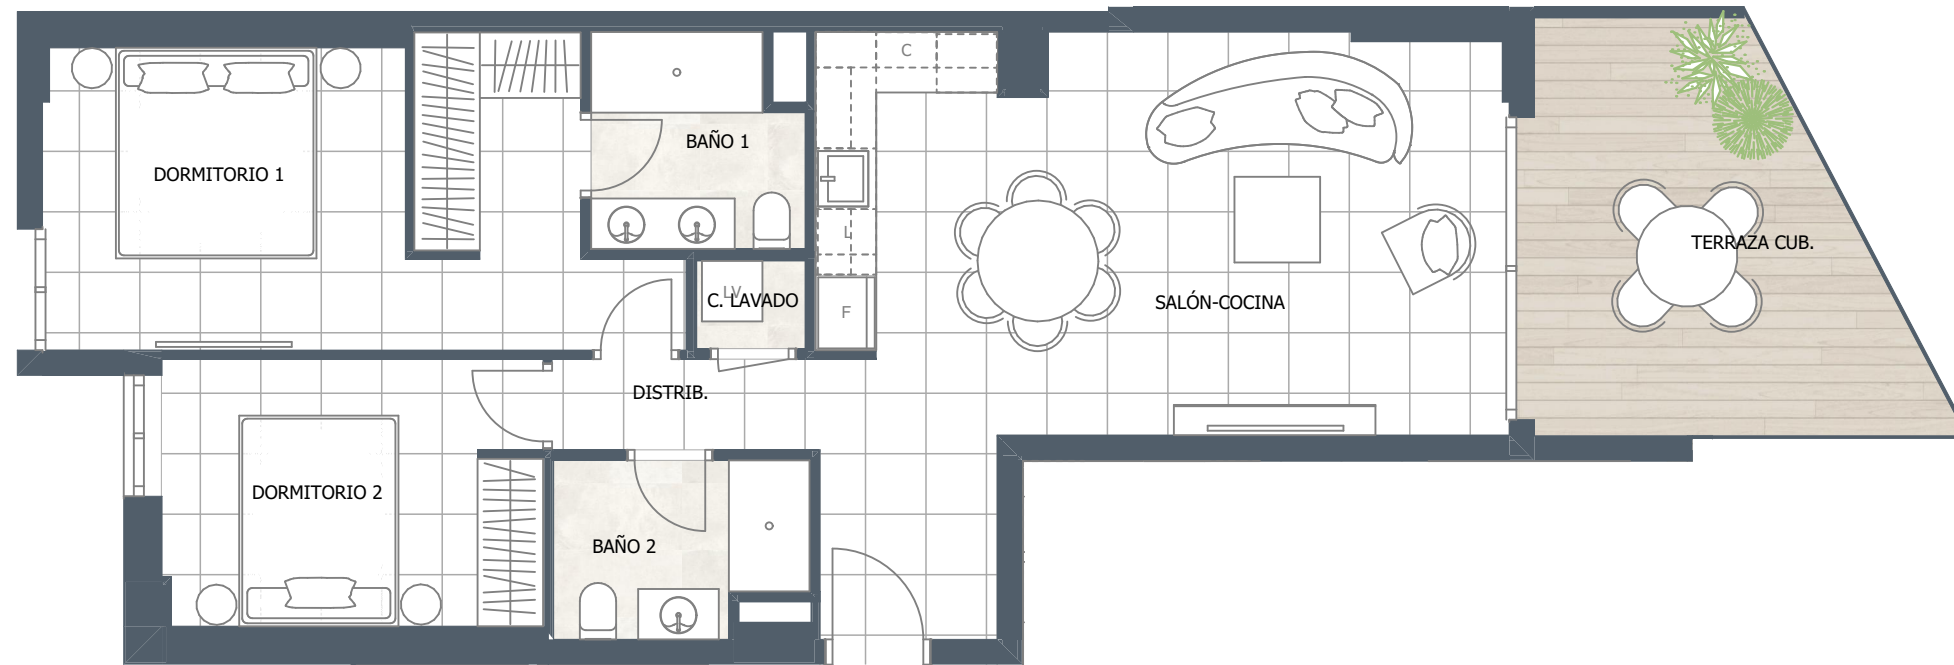 C
BAÑO 1
DORMITORIO 1
L
TERRAZA CUB.
LV
C. LAVADO
SALÓN-COCINA
F
DISTRIB.
DORMITORIO 2
BAÑO 2